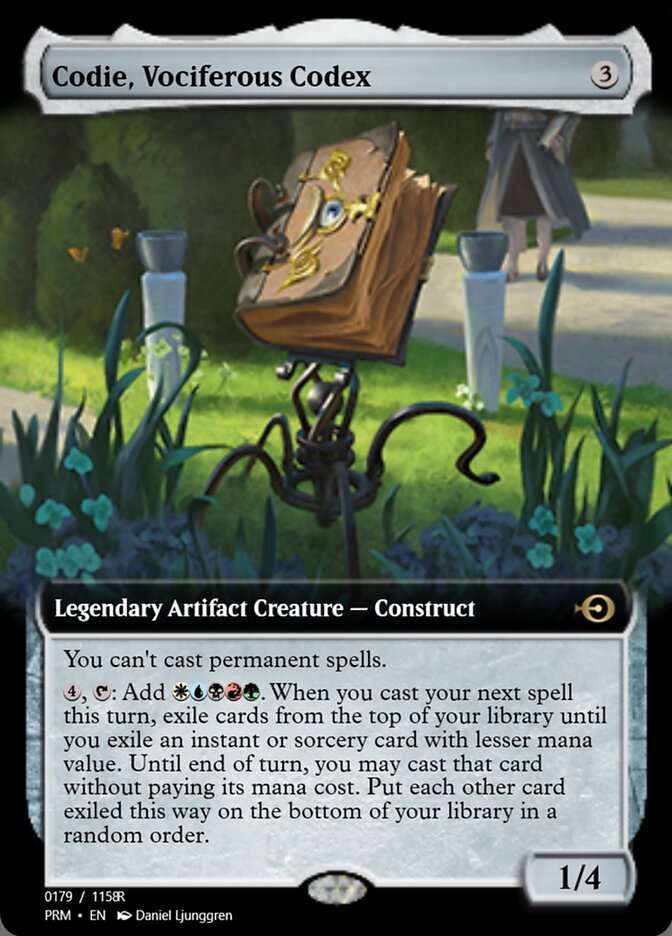 Codie, Vociferous Codex 3
Legendary Artifact Creature — Construct
You can't cast permanent spells.
4, : Add . When you cast your next spell
this turn, exile cards from the top of your library until
you exile an instant or sorcery card with lesser mana
value. Until end of turn, you may cast that card
without paying its mana cost. Put each other card
exiled this way on the bottom of your library in a
random order.
1/4
0179 / 1158R
PRM • EN Daniel Ljunggren